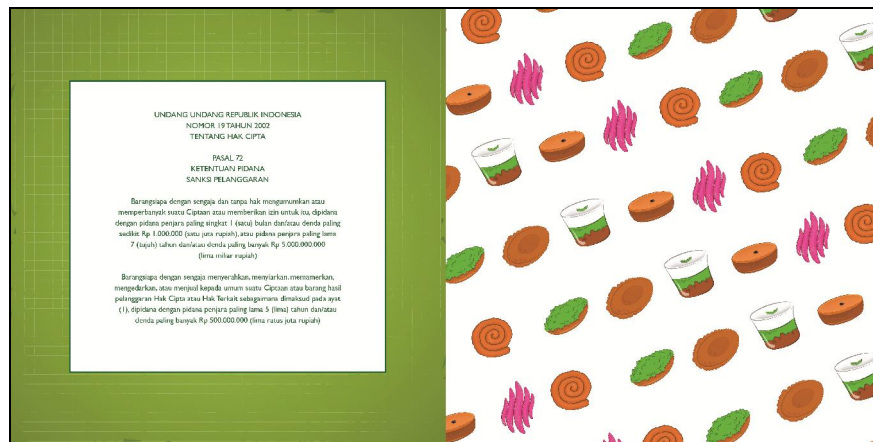 UNDANG UNDANG REPUBLIK INDONESIA
NOMOR 19 TAHUN 2002
TENTANG HAK CIPTA
PASAL 72
KETENTUAN PIDANA
SANKSI PELANGGARAN
Barangsiapa dengan sengaja dan tanpa hak mengumumkan atau
memperbanyak suatu Ciptaan atau memberikan izin untuk itu, dipidana
dengan pidana penjara paling singkat 1 (satu) bulan dan/atau denda paling
sedikit Rp 1.000.000 (satu juta rupiah), atau pidana penjara paling lama
7 (tujuh) tahun dan/atau denda paling banyak Rp 5.000.000.000
(lima miliar rupiah)
Barangsiapa dengan sengaja menyerahkan, menyiarkan, memamerkan,
mengedarkan, atau menjual kepada umum suatu Ciptaan atau barang hasil
pelanggaran Hak Cipta atau Hak Terkait sebagaimana dimaksud pada ayat
(1), dipidana dengan pidana penjara paling lama 5 (lima) tahun dan/atau
denda paling banyak Rp 500.000.000 (lima ratus juta rupiah)